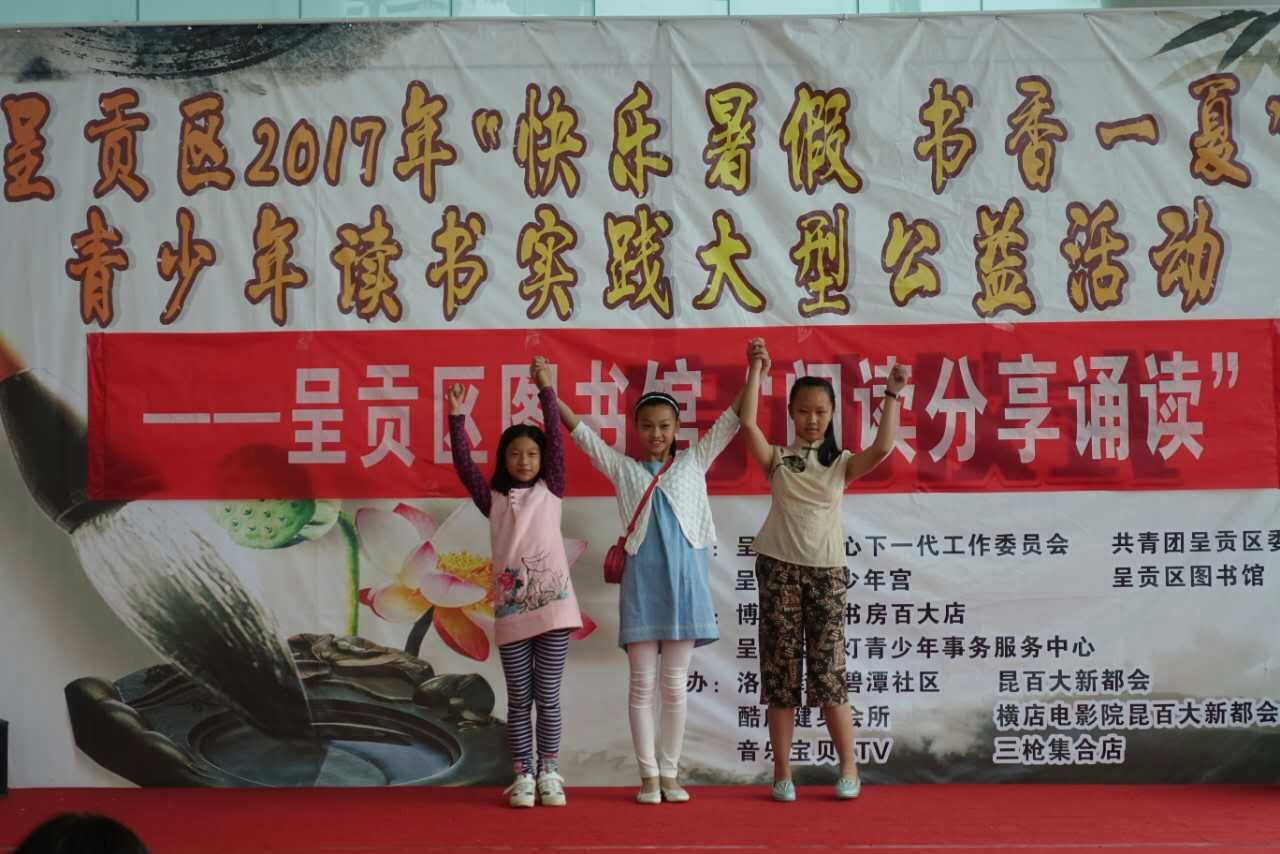 呈贡区2017年“快乐暑假 书香一夏”
青少年读书实践大型公益活动
——呈贡区图书馆“阅读分享诵读”
：呈 心下一代工作委员会 共青团呈贡区委
呈 少年宫 呈贡区图书馆
：博 书房百大店
呈 灯青少年事务服务中心
办：洛 碧潭社区 昆百大新都会
酷 健身会所 横店电影院昆百大新都会
音乐宝贝 TV 三枪集合店